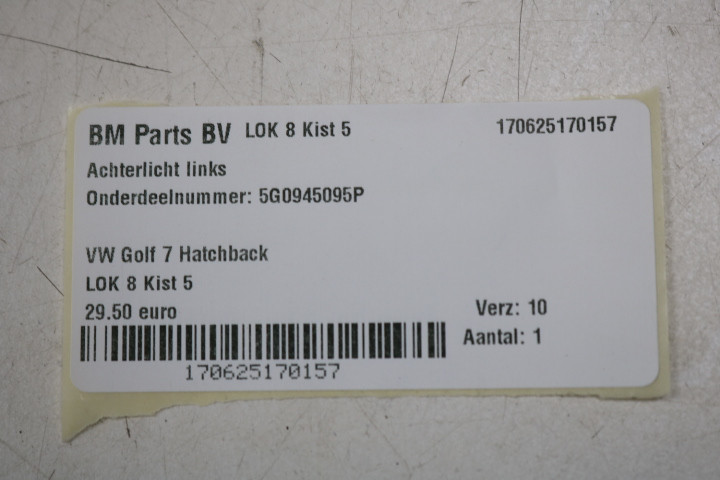 BM Parts BV LOK 8 Kist 5 170625170157
Achterlicht links
Onderdeelnummer: 5G0945095P
VW Golf 7 Hatchback
LOK 8 Kist 5
29.50 euro Verz: 10
Aantal: 1
170625170157